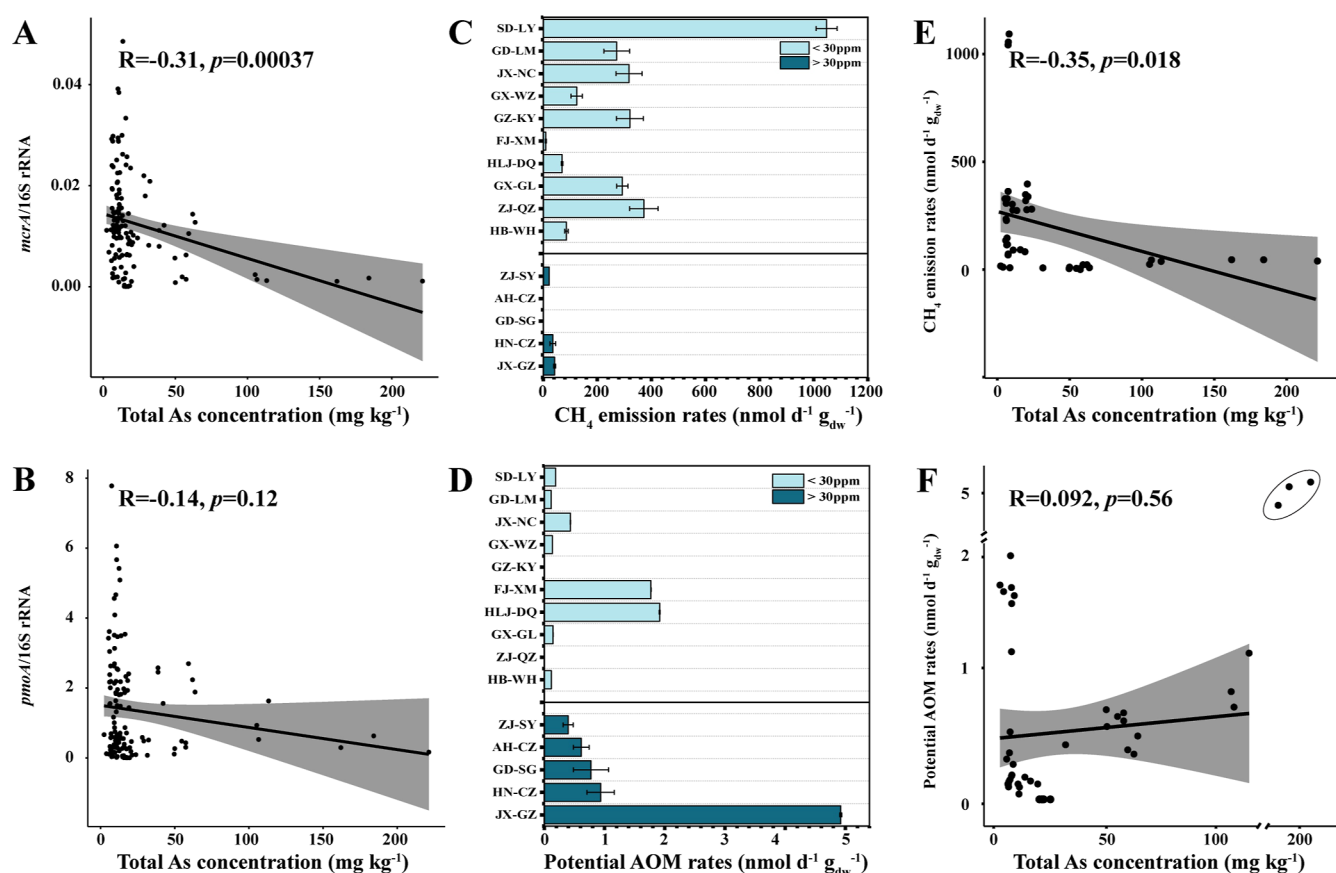 A
R=-0.31, p=0.00037
mcrA/16S rRNA
0.04
0.02
0.00
0
50
100
150
200
Total As concentration (mg kg⁻¹)
C
SD-LY
GD-LM
JX-NC
GX-WZ
GZ-KY
FJ-XM
HLJ-DQ
GX-GL
ZJ-QZ
HB-WH
ZJ-SY
AH-CZ
GD-SG
HN-CZ
JX-GZ
< 30ppm
> 30ppm
0
200
400
600
800
1000
1200
CH₄ emission rates (nmol d⁻¹ g_dw⁻¹)
E
R=-0.35, p=0.018
CH₄ emission rates (nmol d⁻¹ g_dw⁻¹)
1000
500
0
0
50
100
150
200
Total As concentration (mg kg⁻¹)
B
R=-0.14, p=0.12
pmoA/16S rRNA
8
6
4
2
0
0
50
100
150
200
Total As concentration (mg kg⁻¹)
D
SD-LY
GD-LM
JX-NC
GX-WZ
GZ-KY
FJ-XM
HLJ-DQ
GX-GL
ZJ-QZ
HB-WH
ZJ-SY
AH-CZ
GD-SG
HN-CZ
JX-GZ
< 30ppm
> 30ppm
0
1
2
3
4
5
Potential AOM rates (nmol d⁻¹ g_dw⁻¹)
F
R=0.092, p=0.56
Potential AOM rates (nmol d⁻¹ g_dw⁻¹)
5
2
1
0
0
50
100
200
Total As concentration (mg kg⁻¹)